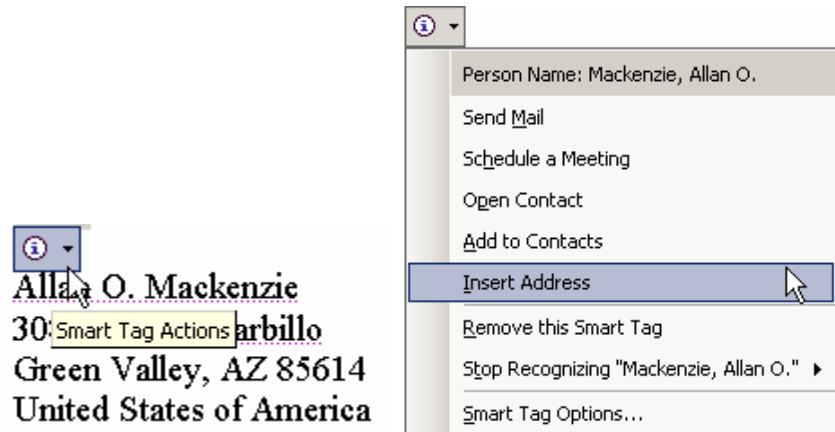 Allan O. Mackenzie
Smart Tag Actions arbillo
Green Valley, AZ 85614
United States of America
Person Name: Mackenzie, Allan O.
Send Mail
Schedule a Meeting
Open Contact
Add to Contacts
Insert Address
Remove this Smart Tag
Stop Recognizing "Mackenzie, Allan O."
Smart Tag Options...